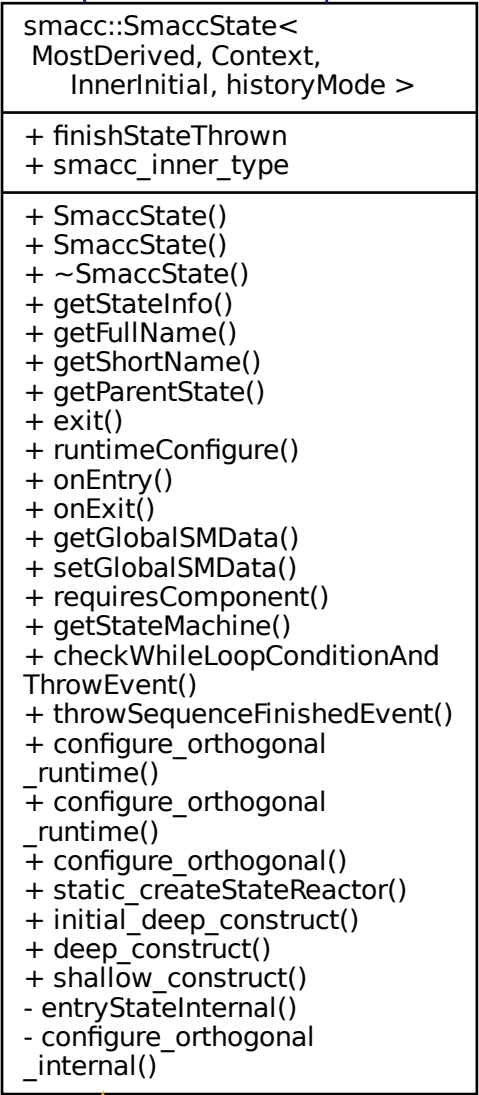 smacc::SmaccState<
MostDerived, Context,
InnerInitial, historyMode >
+ finishStateThrown
+ smacc_inner_type
+ SmaccState()
+ SmaccState()
+ ~SmaccState()
+ getStateInfo()
+ getFullName()
+ getShortName()
+ getParentState()
+ exit()
+ runtimeConfigure()
+ onEntry()
+ onExit()
+ getGlobalSMData()
+ setGlobalSMData()
+ requiresComponent()
+ getStateMachine()
+ checkWhileLoopConditionAnd
ThrowEvent()
+ throwSequenceFinishedEvent()
+ configure_orthogonal
_runtime()
+ configure_orthogonal
_runtime()
+ configure_orthogonal()
+ static_createStateReactor()
+ initial_deep_construct()
+ deep_construct()
+ shallow_construct()
- entryStateInternal()
- configure_orthogonal
_internal()